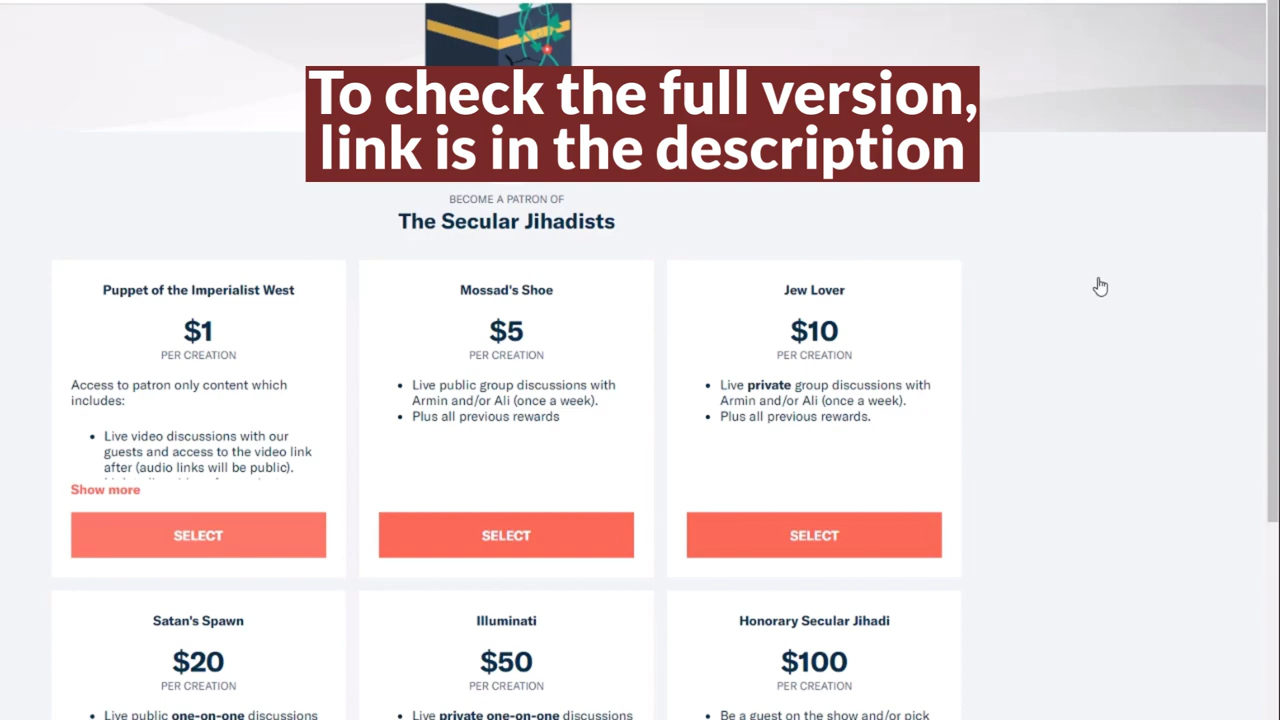 To check the full version,
link is in the description
BECOME A PATRON OF
The Secular Jihadists
Puppet of the Imperialist West
$1
PER CREATION
Access to patron only content which
includes:
• Live video discussions with our
guests and access to the video link
after (audio links will be public).
Show more
SELECT
Mossad's Shoe
$5
PER CREATION
• Live public group discussions with
Armin and/or Ali (once a week).
• Plus all previous rewards
SELECT
Jew Lover
$10
PER CREATION
• Live private group discussions with
Armin and/or Ali (once a week).
• Plus all previous rewards.
SELECT
Satan's Spawn
$20
PER CREATION
• Live public one-on-one discussions
Illuminati
$50
PER CREATION
• Live private one-on-one discussions
Honorary Secular Jihadi
$100
PER CREATION
• Be a guest on the show and/or pick